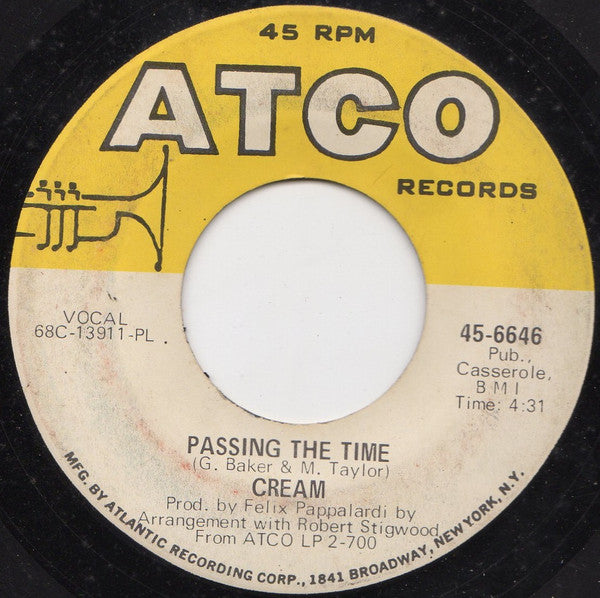 45 RPM
ATCO
RECORDS
VOCAL
68C-13911-PL
45-6646
Pub.,
Casserole,
BMI
Time: 4:31
PASSING THE TIME
(G. Baker & M. Taylor)
CREAM
Prod. by Felix Pappalardi by
Arrangement with Robert Stigwood
From ATCO LP 2-700
MFG. BY ATLANTIC RECORDING CORP., 1841 BROADWAY, NEW YORK, N.Y.